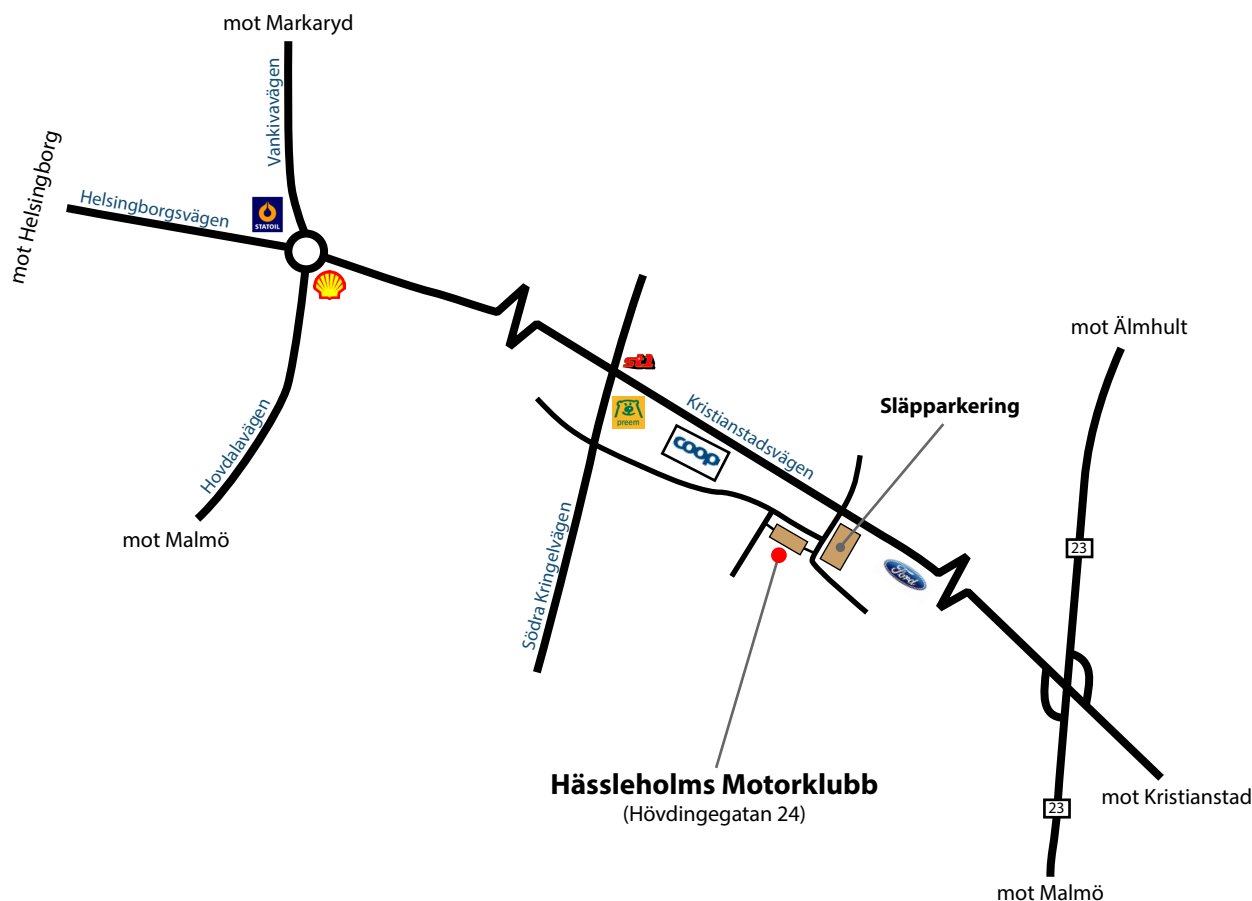 mot Markaryd
Vankivavägen
mot Helsingborg
Helsingborgsvägen
STATOIL
Hovdalavägen
mot Malmö
st1
preem
coop
Kristianstadsvägen
Södra Kringelvägen
Släpparkering
Ford
mot Älmhult
23
Hässleholms Motorklubb
(Hövdingegatan 24)
23
mot Kristianstad
mot Malmö